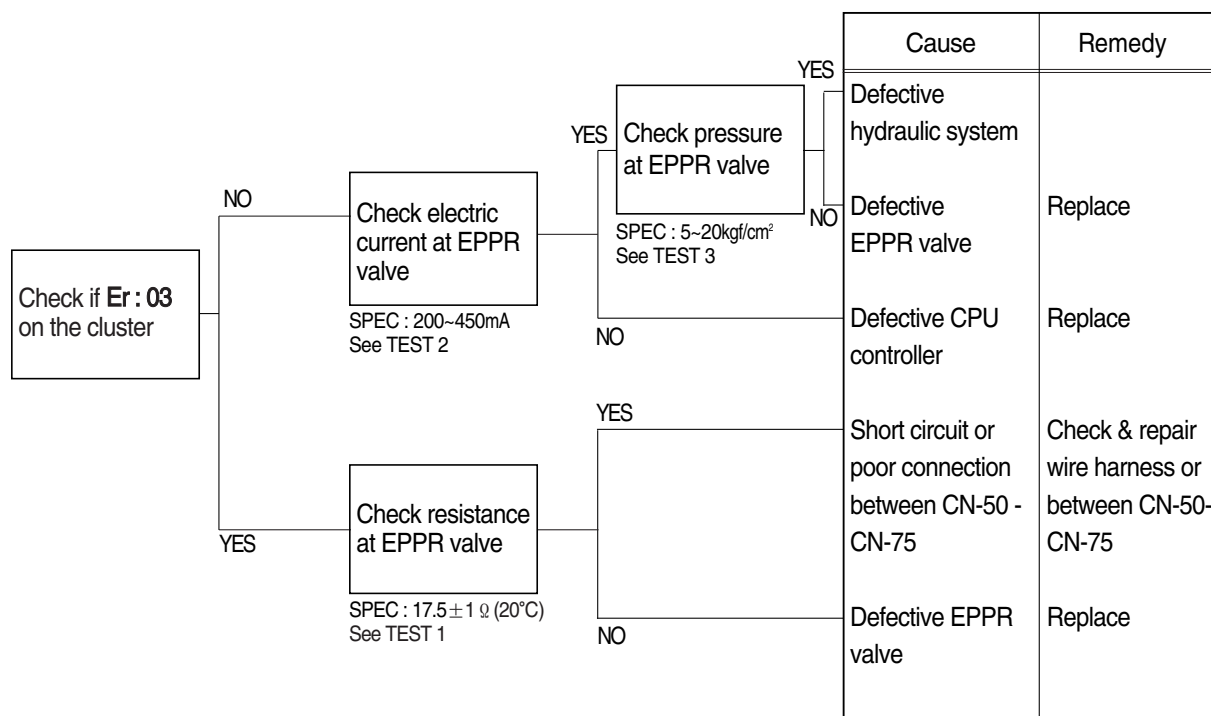 Cause Remedy
YES
Defective
hydraulic system
YES
Check pressure
at EPPR valve
NO
SPEC : 5~20kgf/cm²
See TEST 3
Defective
EPPR valve
Replace
NO
Check electric
current at EPPR
valve
SPEC : 200~450mA
See TEST 2
NO
Defective CPU
controller
Replace
Check if Er : 03
on the cluster
YES
Short circuit or
poor connection
between CN-50 -
CN-75
Check & repair
wire harness or
between CN-50-
CN-75
YES
Check resistance
at EPPR valve
SPEC : 17.5±1 Ω (20°C)
See TEST 1
NO
Defective EPPR
valve
Replace